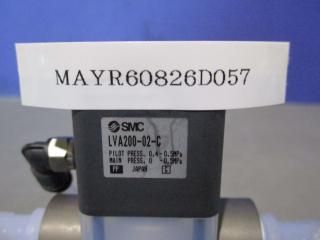 MAYR60826D057
SMC
LVA200-02-C
PILOT PRESS. 0.4-0.5MPa
MAIN PRESS. 0 -0.5MPa
JAPAN